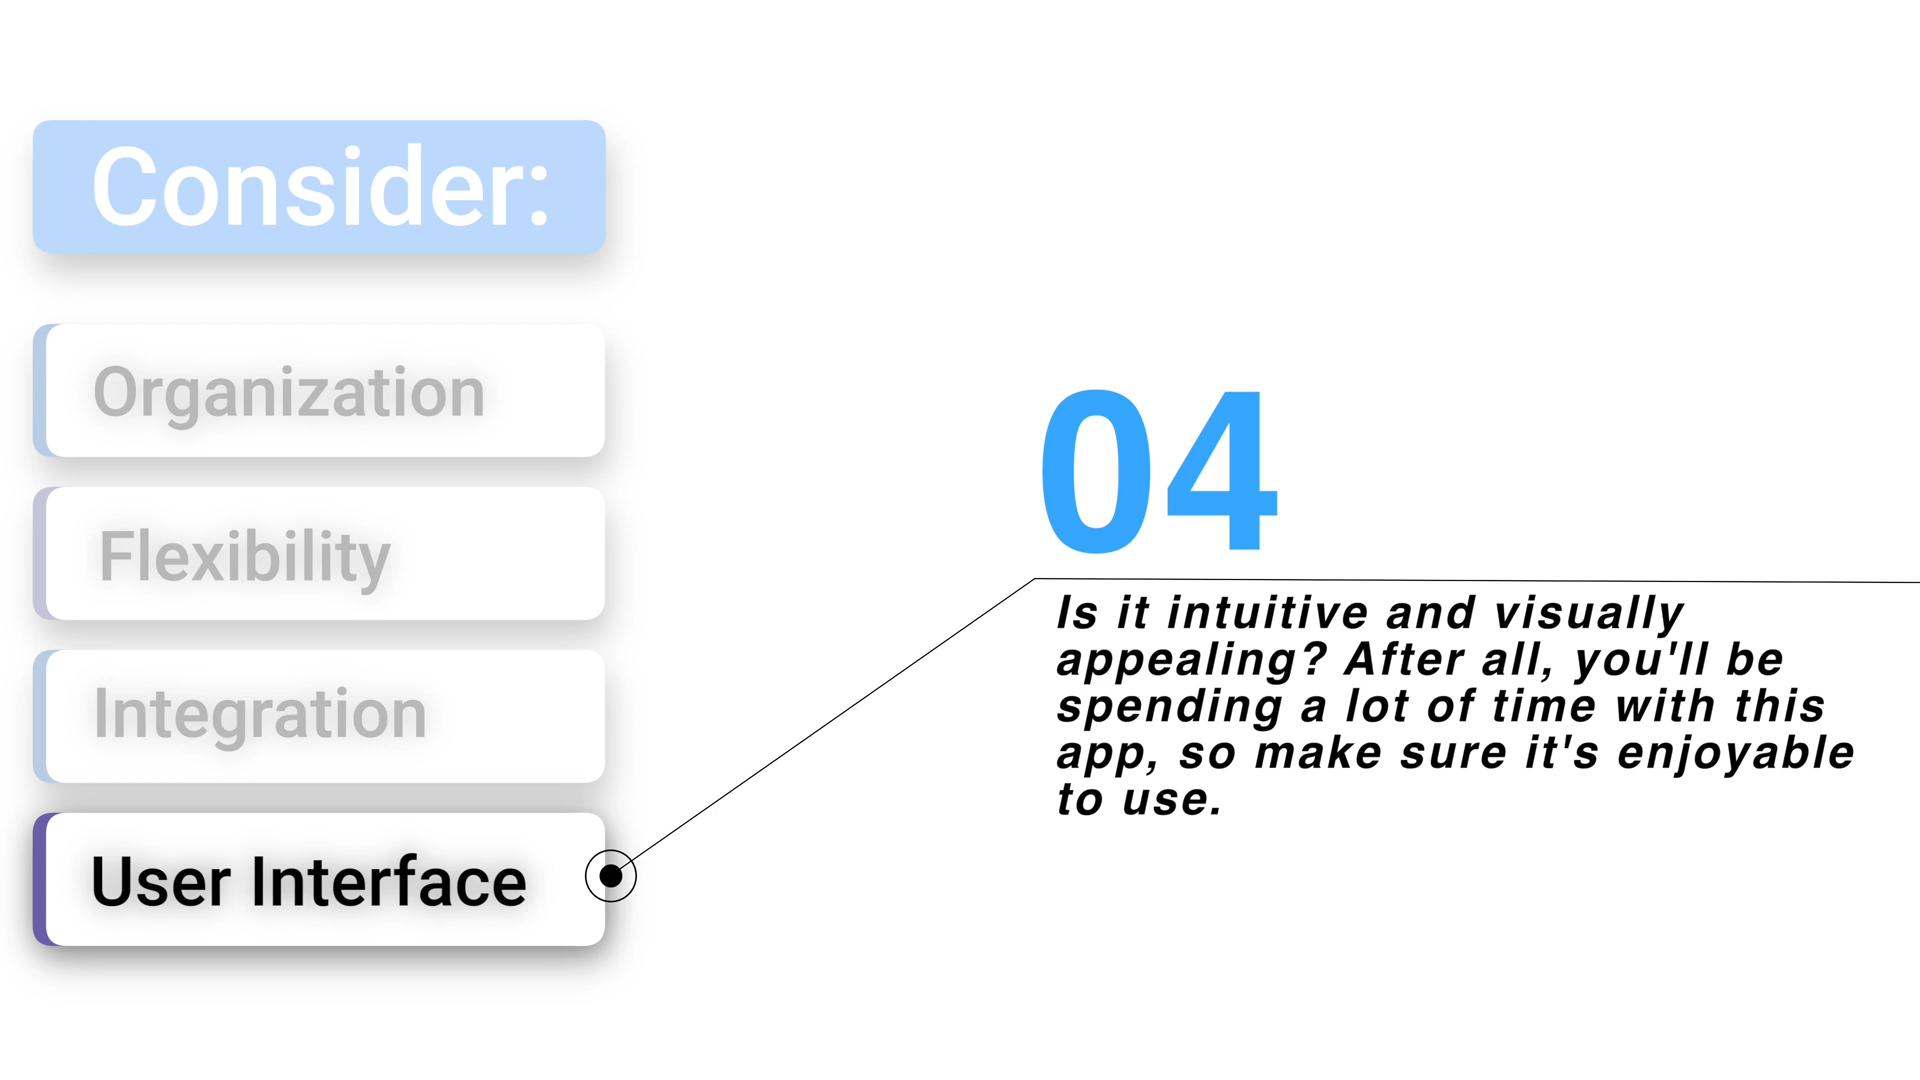 Consider:
Organization
Flexibility
Integration
User Interface
04
Is it intuitive and visually
appealing? After all, you'll be
spending a lot of time with this
app, so make sure it's enjoyable
to use.